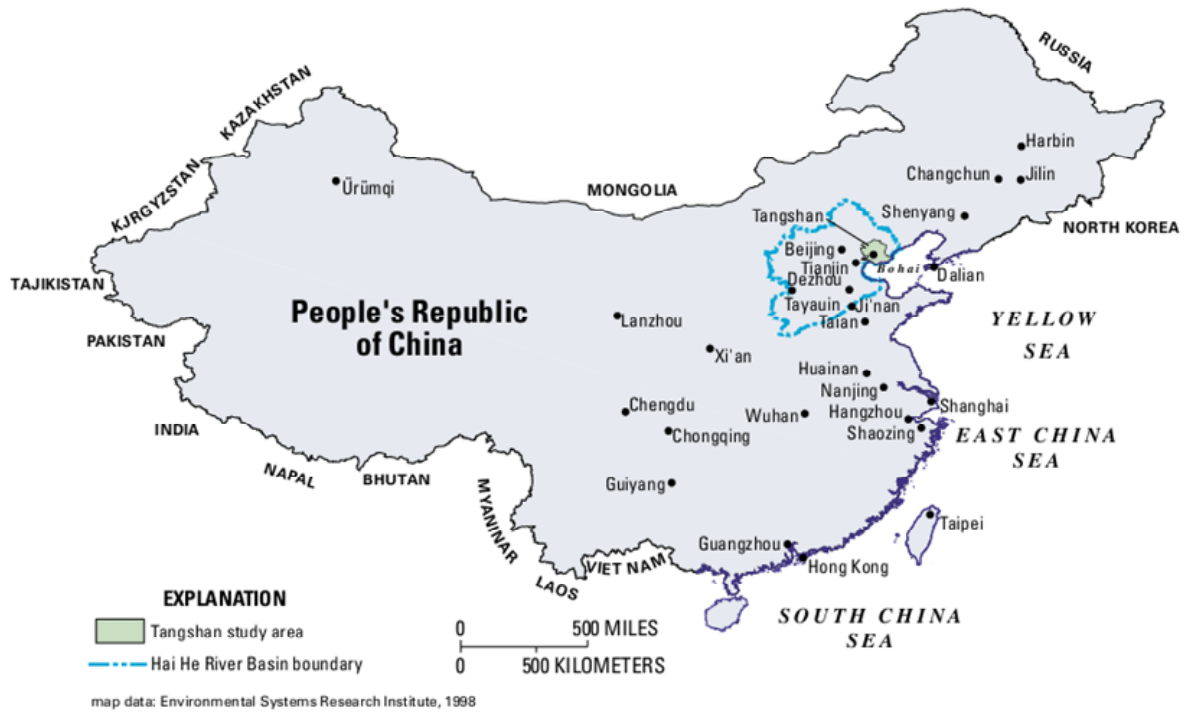 RUSSIA
KAZAKHSTAN
Harbin
Changchun
Jilin
KJRGYZSTAN
Ürümqi
MONGOLIA
Tangshan
Shenyang
NORTH KOREA
Beijing
Tianjin
Bohai
Dalian
TAJIKISTAN
Dezhou
People's Republic
of China
Tayauin
Ji'nan
Lanzhou
Taian
YELLOW
SEA
PAKISTAN
Xi'an
Huainan
Nanjing
Chengdu
Wuhan
Hangzhou
Shanghai
INDIA
Chongqing
Shaozing
EAST CHINA
SEA
NAPAL
BHUTAN
MYANINAR
Guiyang
Taipei
Guangzhou
Hong Kong
VIET NAM
LAOS
EXPLANATION
Tangshan study area
Hai He River Basin boundary
0 500 MILES
0 500 KILOMETERS
SOUTH CHINA
SEA
map data: Environmental Systems Research Institute, 1998